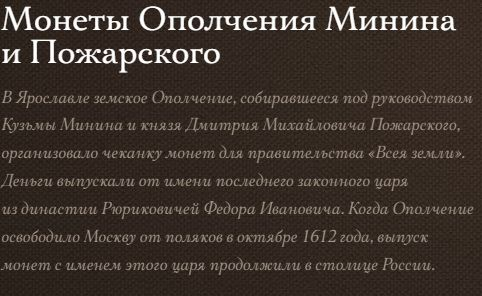 Монеты Ополчения Минина
и Пожарского
В Ярославле земское Ополчение, собиравшееся под руководством
Кузьмы Минина и князя Дмитрия Михайловича Пожарского,
организовало чеканку монет для правительства «Всея земли».
Деньги выпускали от имени последнего законного царя
из династии Рюриковичей Федора Ивановича. Когда Ополчение
освободило Москву от поляков в октябре 1612 года, выпуск
монет с именем этого царя продолжили в столице России.